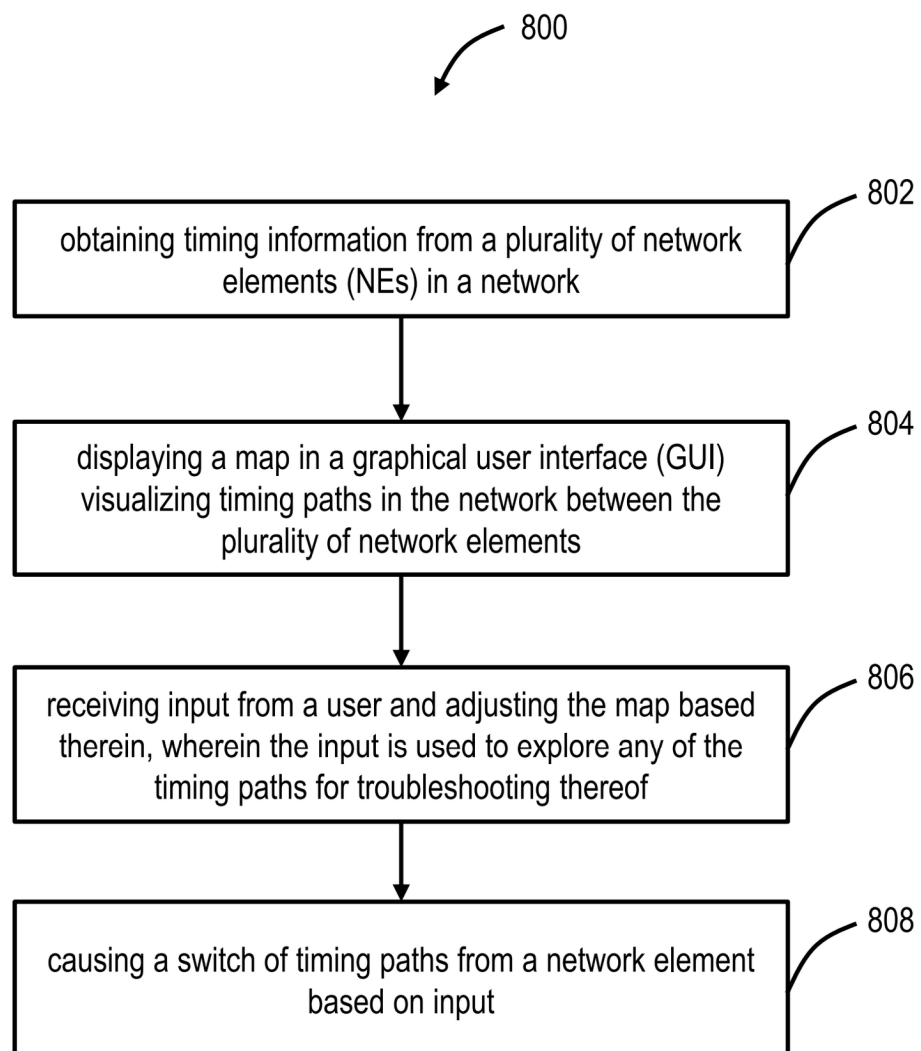 800
802
obtaining timing information from a plurality of network
elements (NEs) in a network
804
displaying a map in a graphical user interface (GUI)
visualizing timing paths in the network between the
plurality of network elements
806
receiving input from a user and adjusting the map based
therein, wherein the input is used to explore any of the
timing paths for troubleshooting thereof
808
causing a switch of timing paths from a network element
based on input